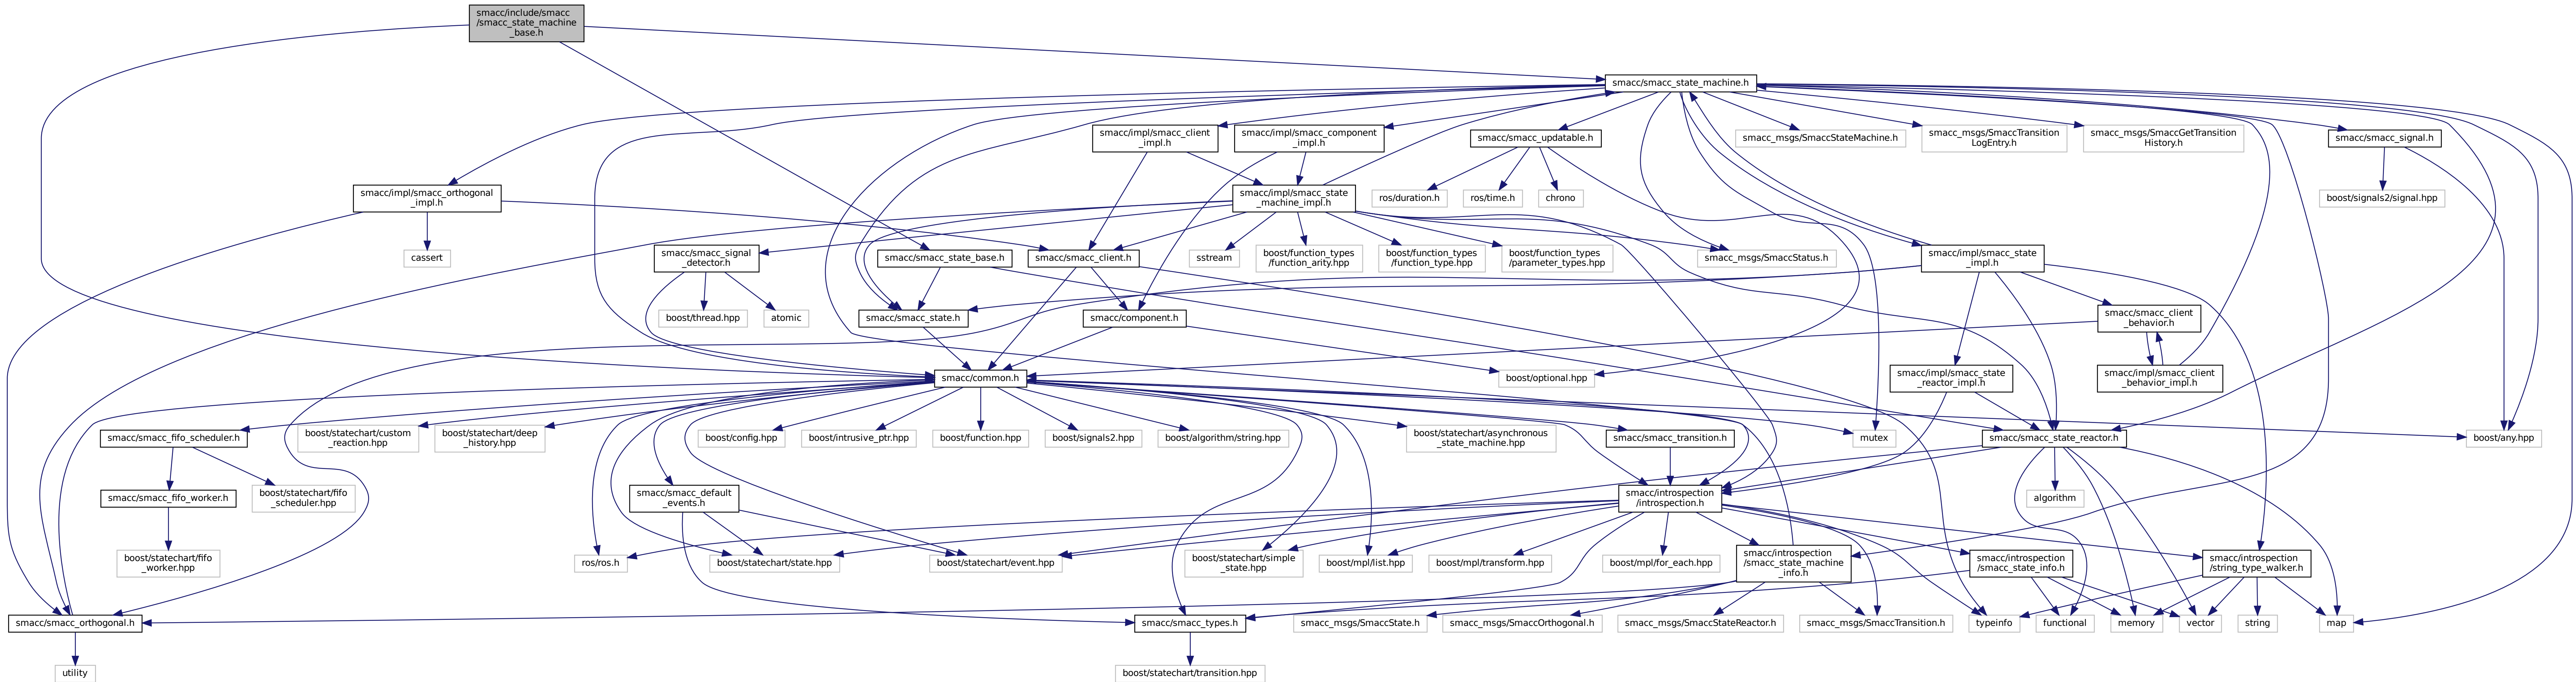 smacc/include/smacc
/smacc_state_machine
_base.h
smacc/smacc_state_machine.h
smacc/impl/smacc_client
_impl.h
smacc/impl/smacc_component
_impl.h
smacc/smacc_updatable.h
smacc_msgs/SmaccStateMachine.h
smacc_msgs/SmaccTransition
LogEntry.h
smacc_msgs/SmaccGetTransition
History.h
smacc/smacc_signal.h
smacc/impl/smacc_orthogonal
_impl.h
smacc/impl/smacc_state
_machine_impl.h
ros/duration.h
ros/time.h
chrono
boost/signals2/signal.hpp
cassert
smacc/smacc_signal
_detector.h
smacc/smacc_state_base.h
smacc/smacc_client.h
sstream
boost/function_types
/function_arity.hpp
boost/function_types
/function_type.hpp
boost/function_types
/parameter_types.hpp
smacc_msgs/SmaccStatus.h
smacc/impl/smacc_state
_impl.h
boost/thread.hpp
atomic
smacc/smacc_state.h
smacc/component.h
smacc/smacc_client
_behavior.h
smacc/common.h
boost/optional.hpp
smacc/impl/smacc_state
_reactor_impl.h
smacc/impl/smacc_client
_behavior_impl.h
smacc/smacc_fifo_scheduler.h
boost/statechart/custom
_reaction.hpp
boost/statechart/deep
_history.hpp
boost/config.hpp
boost/intrusive_ptr.hpp
boost/function.hpp
boost/signals2.hpp
boost/algorithm/string.hpp
boost/statechart/asynchronous
_state_machine.hpp
smacc/smacc_transition.h
mutex
smacc/smacc_state_reactor.h
boost/any.hpp
smacc/smacc_fifo_worker.h
boost/statechart/fifo
_scheduler.hpp
smacc/smacc_default
_events.h
smacc/introspection
/introspection.h
algorithm
boost/statechart/fifo
_worker.hpp
ros/ros.h
boost/statechart/state.hpp
boost/statechart/event.hpp
boost/statechart/simple
_state.hpp
boost/mpl/list.hpp
boost/mpl/transform.hpp
boost/mpl/for_each.hpp
smacc/introspection
/smacc_state_machine
_info.h
smacc/introspection
/smacc_state_info.h
smacc/introspection
/string_type_walker.h
smacc/smacc_orthogonal.h
smacc/smacc_types.h
smacc_msgs/SmaccState.h
smacc_msgs/SmaccOrthogonal.h
smacc_msgs/SmaccStateReactor.h
smacc_msgs/SmaccTransition.h
typeinfo
functional
memory
vector
string
map
utility
boost/statechart/transition.hpp